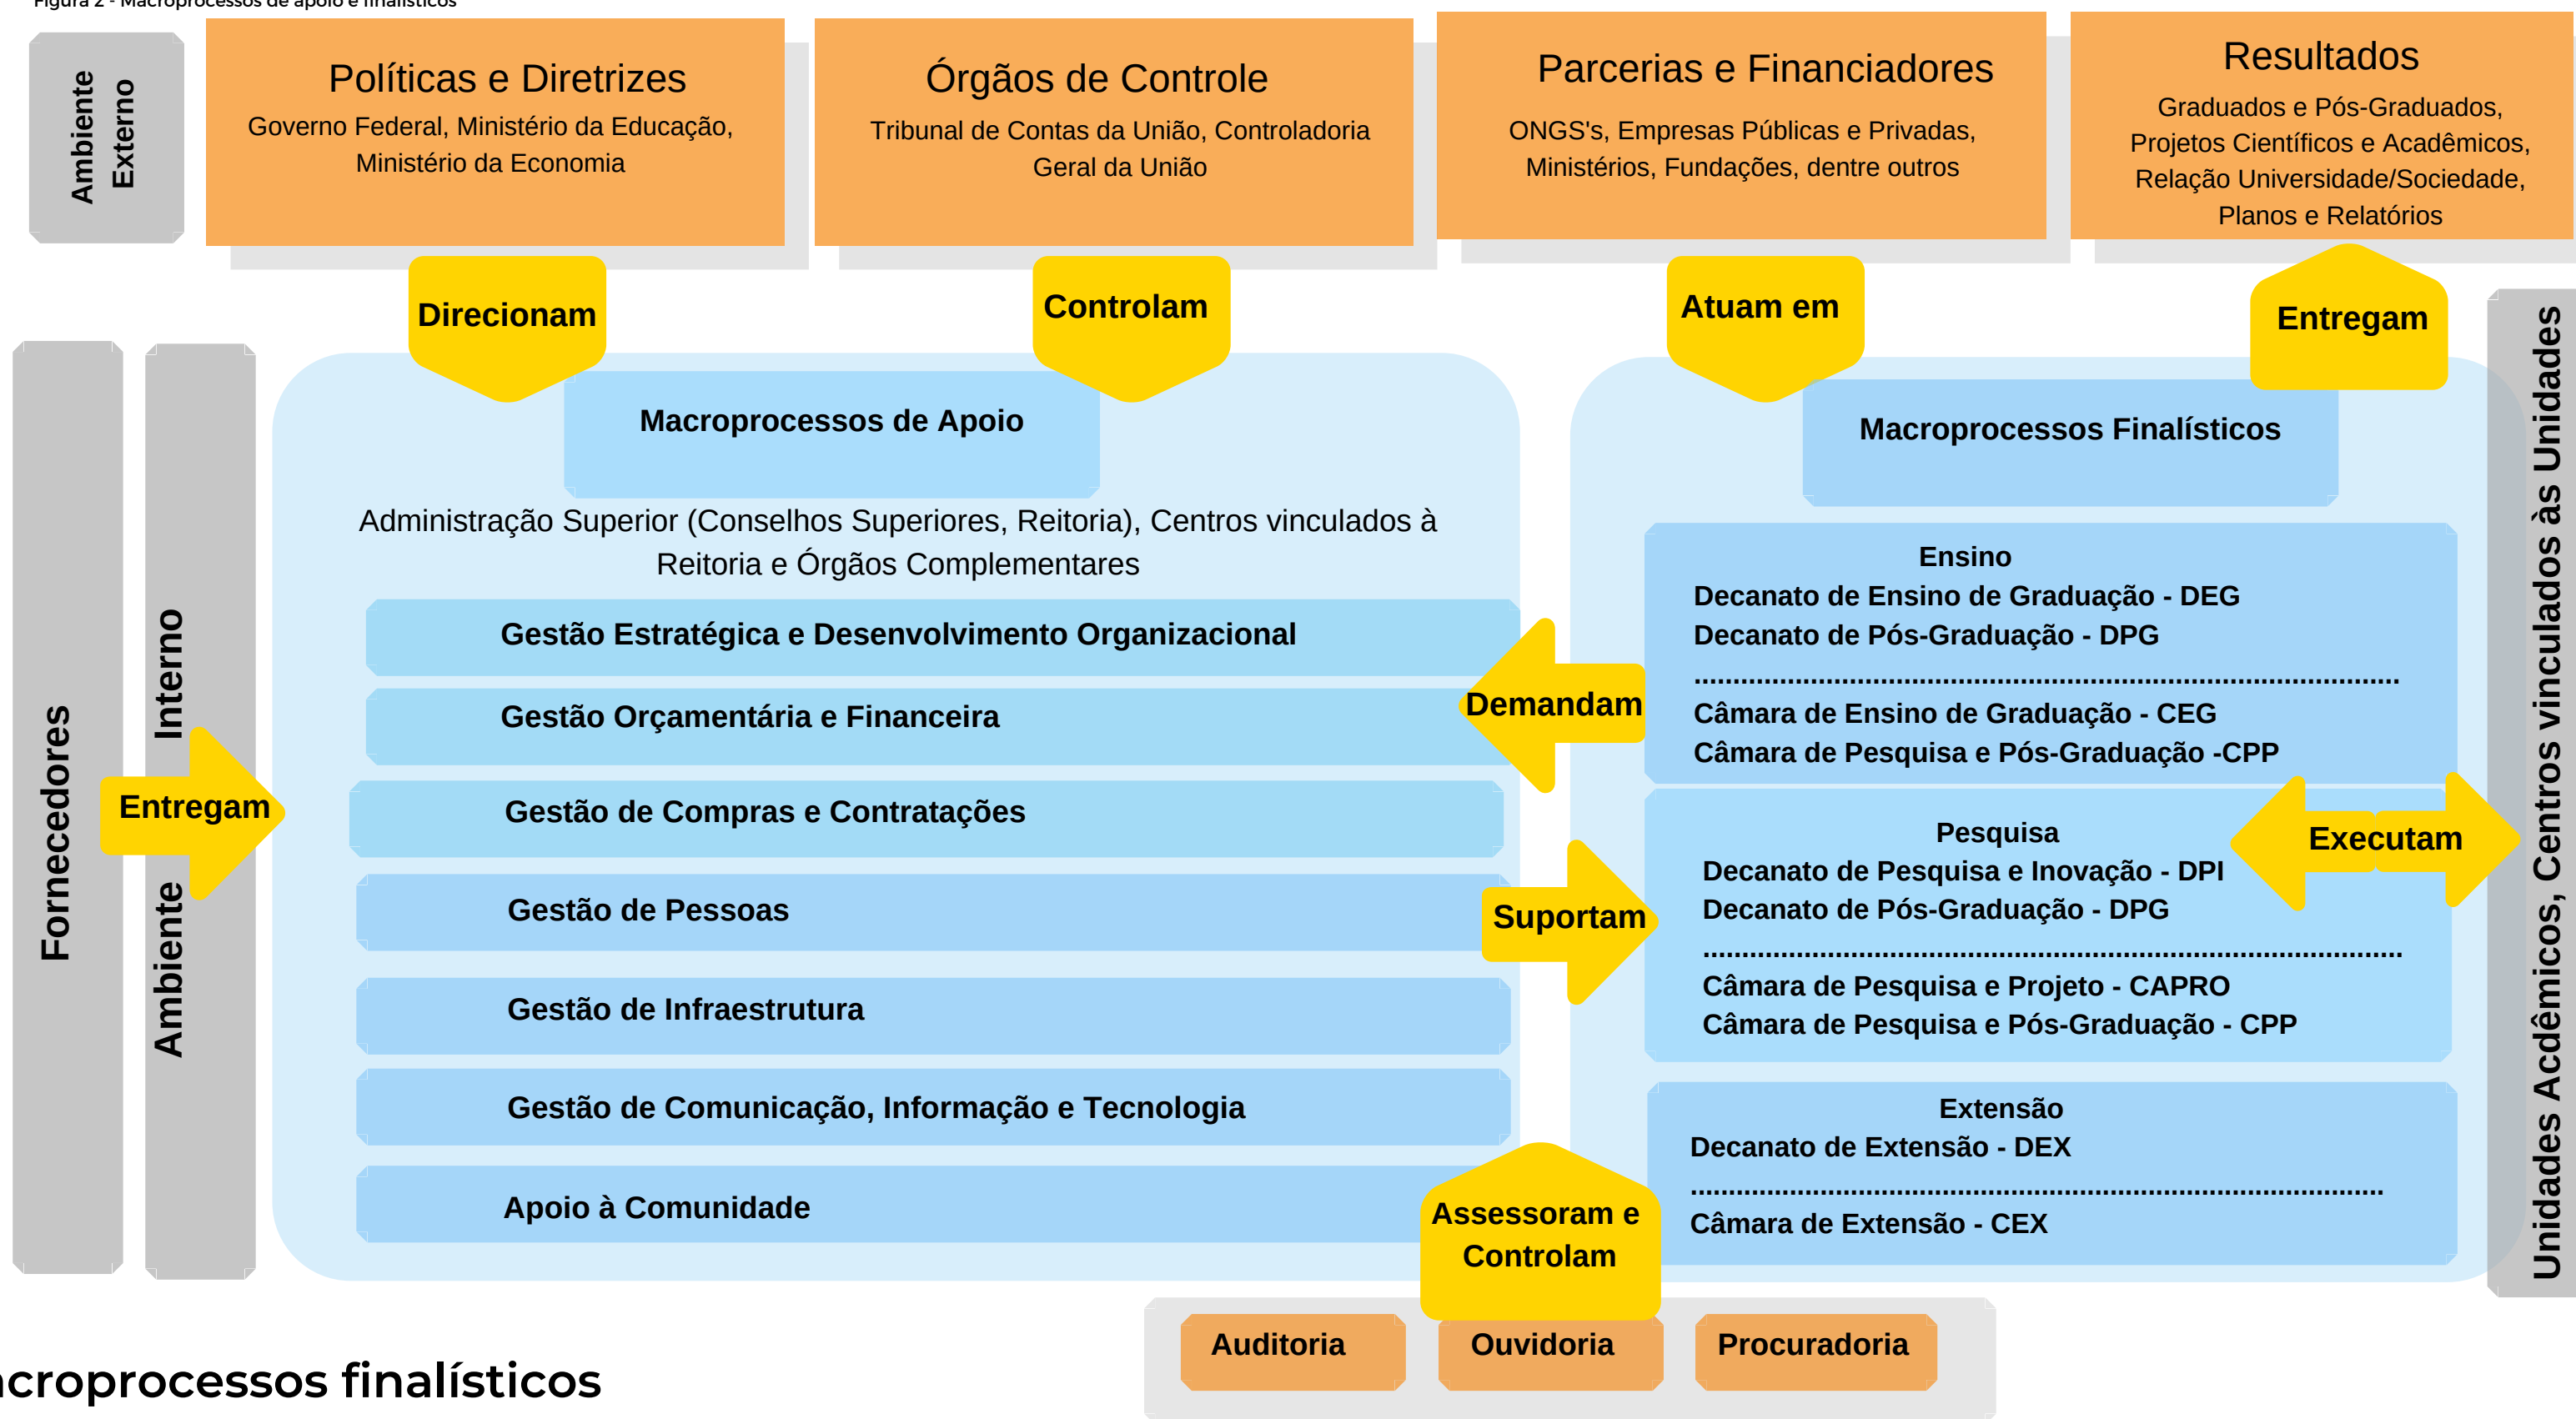 Figura 2 - Macroprocessos de apoio e finalísticos
Ambiente
Externo
Políticas e Diretrizes
Governo Federal, Ministério da Educação,
Ministério da Economia
Órgãos de Controle
Tribunal de Contas da União, Controladoria
Geral da União
Parcerias e Financiadores
ONGS's, Empresas Públicas e Privadas,
Ministérios, Fundações, dentre outros
Resultados
Graduados e Pós-Graduados,
Projetos Científicos e Acadêmicos,
Relação Universidade/Sociedade,
Planos e Relatórios
Direcionam
Controlam
Atuam em
Entregam
Fornecedores
Ambiente Interno
Entregam
Macroprocessos de Apoio
Administração Superior (Conselhos Superiores, Reitoria), Centros vinculados à
Reitoria e Órgãos Complementares
Gestão Estratégica e Desenvolvimento Organizacional
Gestão Orçamentária e Financeira
Gestão de Compras e Contratações
Gestão de Pessoas
Gestão de Infraestrutura
Gestão de Comunicação, Informação e Tecnologia
Apoio à Comunidade
Demandam
Suportam
Assessoram e
Controlam
Macroprocessos Finalísticos
Ensino
Decanato de Ensino de Graduação - DEG
Decanato de Pós-Graduação - DPG
..........................................................................................
Câmara de Ensino de Graduação - CEG
Câmara de Pesquisa e Pós-Graduação -CPP
Pesquisa
Decanato de Pesquisa e Inovação - DPI
Decanato de Pós-Graduação - DPG
..........................................................................................
Câmara de Pesquisa e Projeto - CAPRO
Câmara de Pesquisa e Pós-Graduação - CPP
Extensão
Decanato de Extensão - DEX
..........................................................................................
Câmara de Extensão - CEX
Executam
Unidades Acdêmicos, Centros vinculados às Unidades
Auditoria
Ouvidoria
Procuradoria
acroprocessos finalísticos